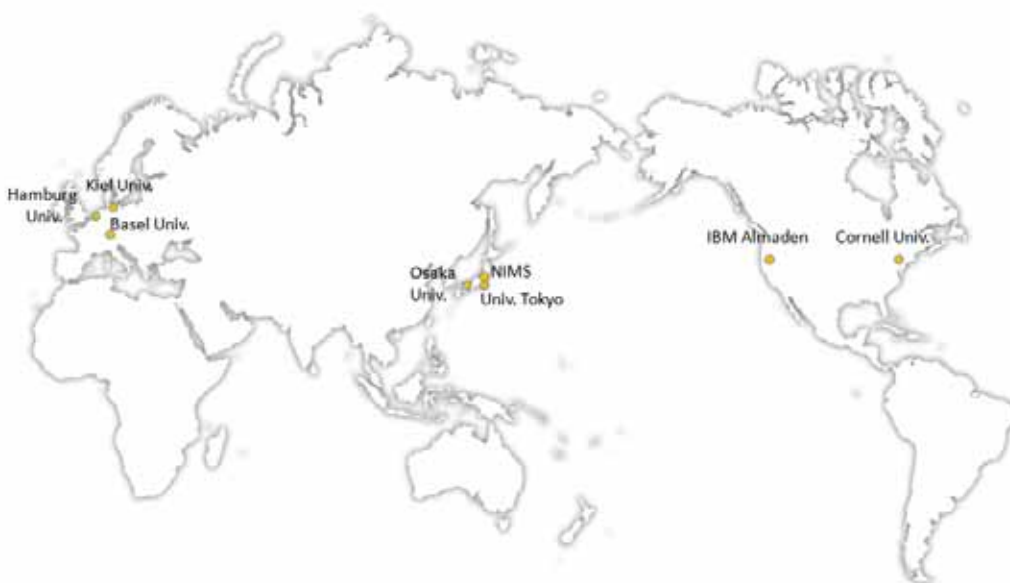 Kiel Univ.
Hamburg
Univ.
Basel Univ.
IBM Almaden
Cornell Univ.
Osaka
Univ.
NIMS
Univ. Tokyo